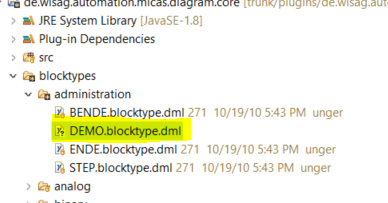 de.wisag.automation.micas.diagram.core [trunk/plugins/de.wisag.auto
JRE System Library [JavaSE-1.8]
Plug-in Dependencies
src
blocktypes
administration
BENDE.blocktype.dml 271 10/19/10 5:43 PM unger
DEMO.blocktype.dml
ENDE.blocktype.dml 271 10/19/10 5:43 PM unger
STEP.blocktype.dml 271 10/19/10 5:43 PM unger
analog
binary